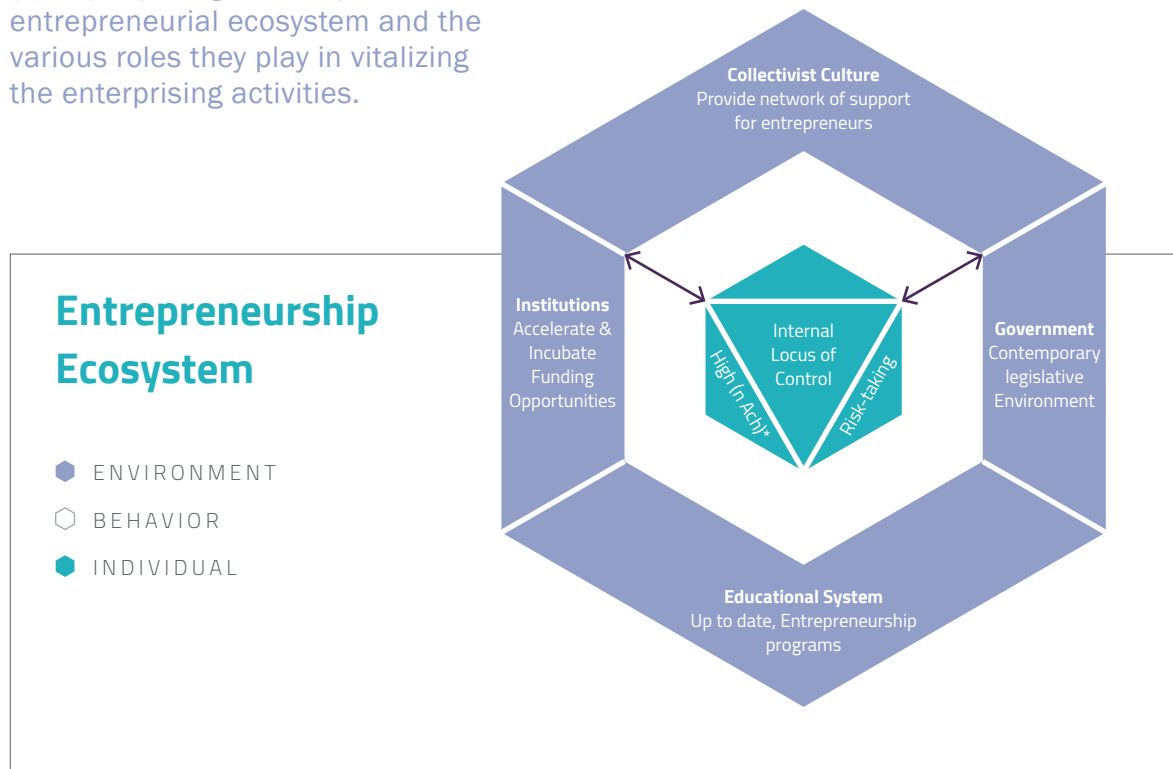 entrepreneurial ecosystem and the
various roles they play in vitalizing
the enterprising activities.
Collectivist Culture
Provide network of support
for entrepreneurs
Entrepreneurship
Ecosystem
ENVIRONMENT
BEHAVIOR
INDIVIDUAL
Institutions
Accelerate &
Incubate
Funding
Opportunities
Internal
Locus of
Control
High (n Ach)*
Risk-taking
Government
Contemporary
legislative
Environment
Educational System
Up to date, Entrepreneurship
programs